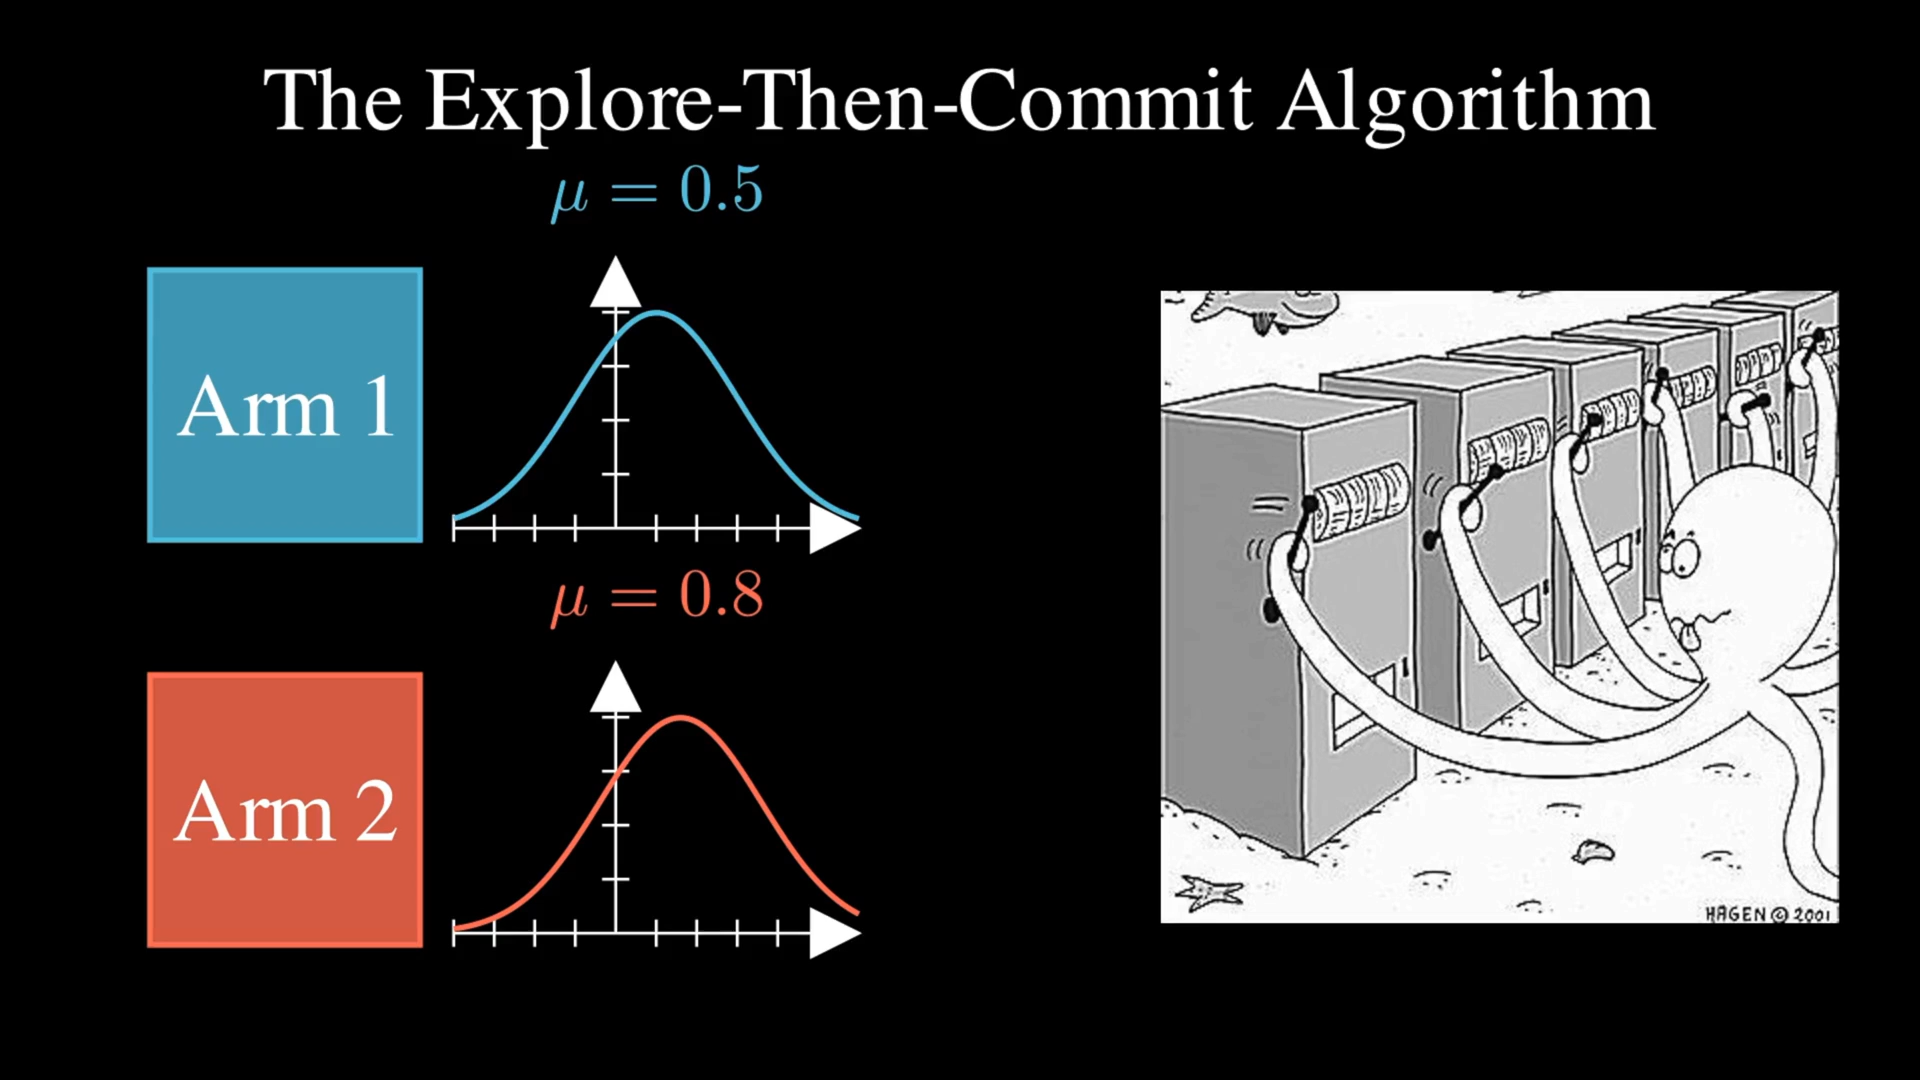 The Explore-Then-Commit Algorithm
μ = 0.5
Arm 1
μ = 0.8
Arm 2
HAGEN © 2001